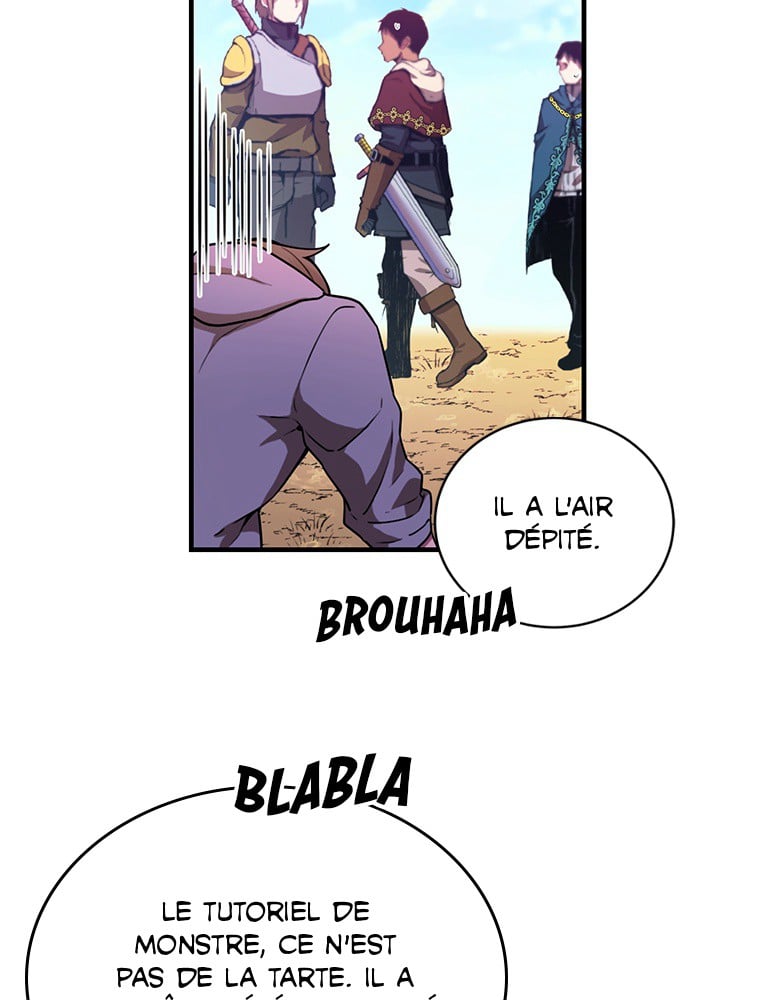 IL A L'AIR
DÉPITÉ.
BROUHAHA
BLABLA
LE TUTORIEL DE
MONSTRE, CE N'EST
PAS DE LA TARTE. IL A